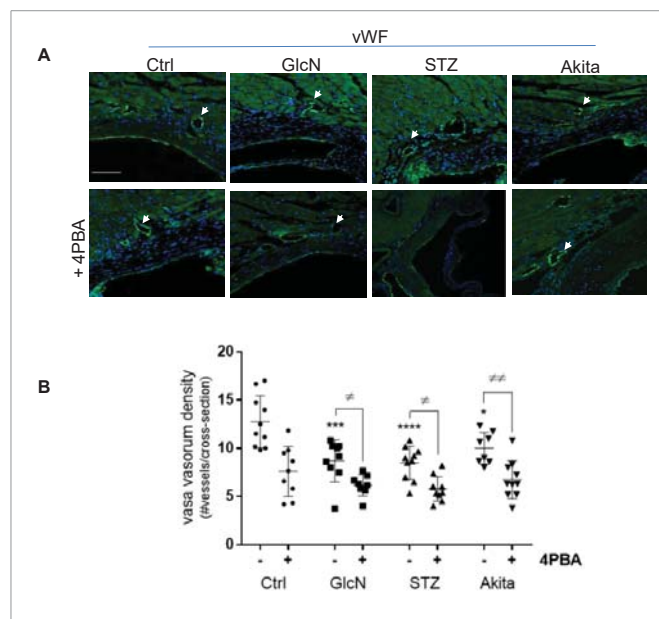 A
vWF
Ctrl GlcN STZ Akita
+ 4PBA
B
vasa vasorum density
(#vessels/cross-section)
20
15
10
5
0
≠ ≠ ≠≠
*** **** *
- + - + - + - + 4PBA
Ctrl GlcN STZ Akita